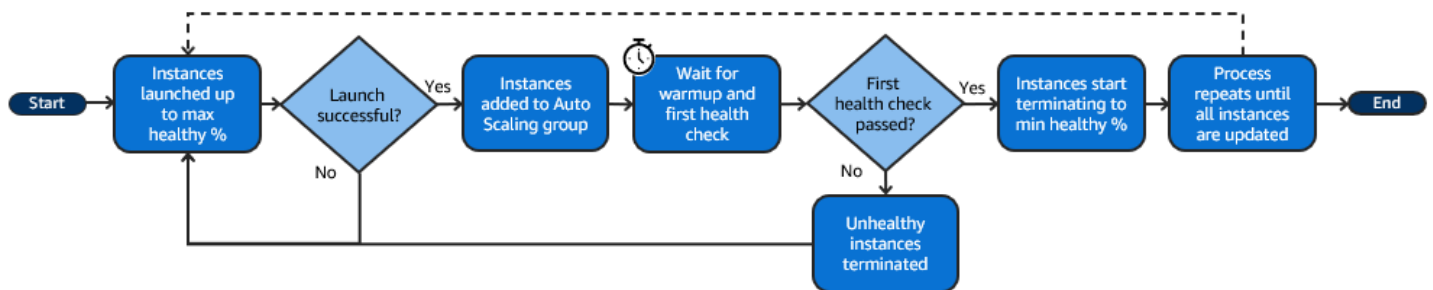 Start
Instances
launched up
to max
healthy %
Launch
successful?
Yes
No
Instances
added to Auto
Scaling group
Wait for
warmup and
first health
check
First
health check
passed?
Yes
No
Unhealthy
instances
terminated
Instances start
terminating to
min healthy %
Process
repeats until
all instances
are updated
End